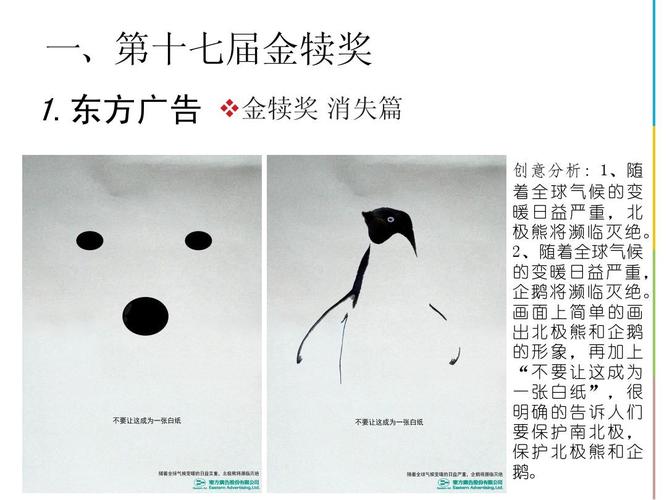 一、第十七届金犊奖
1. 东方广告 ❖金犊奖 消失篇
不要让这成为一张白纸
随着全球气候变暖的日益严重，北极熊将濒临灭绝
東方廣告股份有限公司
Eastern Advertising,Ltd.
不要让这成为一张白纸
随着全球气候变暖的日益严重，企鹅将濒临灭绝
東方廣告股份有限公司
Eastern Advertising,Ltd.
创意分析：1、随
着全球气候的变
暖日益严重，北
极熊将濒临灭绝。
2、随着全球气候
的变暖日益严重，
企鹅将濒临灭绝。
画面上简单的画
出北极熊和企鹅
的形象，再加上
“不要让这成为
一张白纸”，很
明确的告诉人们
要保护南北极，
保护北极熊和企
鹅。